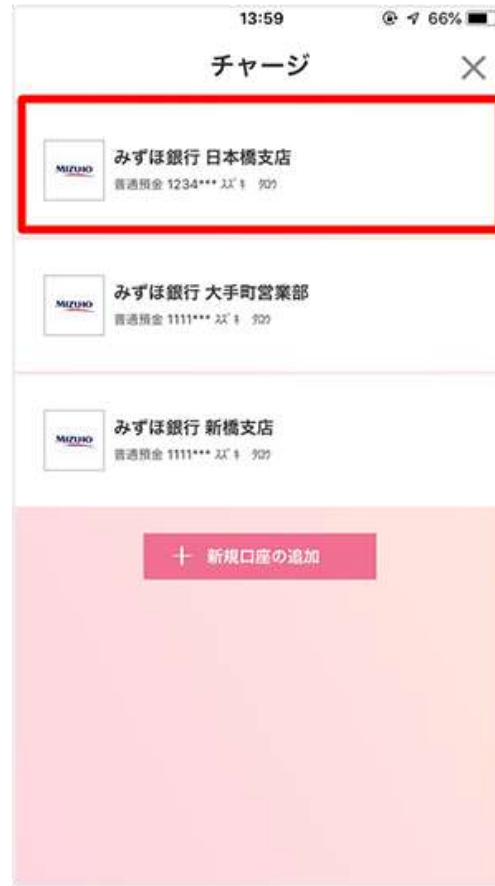 13:59
66%
チャージ
MIZUHO
みずほ銀行 日本橋支店
普通預金 1234*** スズキ タロウ
MIZUHO
みずほ銀行 大手町営業部
普通預金 1111*** スズキ タロウ
MIZUHO
みずほ銀行 新橋支店
普通預金 1111*** スズキ タロウ
+ 新規口座の追加